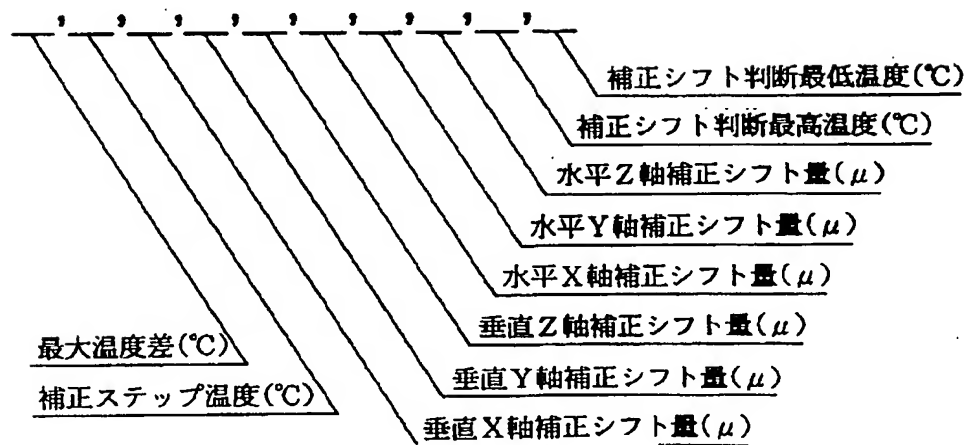 , , , , , , , , ,
補正シフト判断最低温度(℃)
補正シフト判断最高温度(℃)
水平Z軸補正シフト量(μ)
水平Y軸補正シフト量(μ)
水平X軸補正シフト量(μ)
垂直Z軸補正シフト量(μ)
最大温度差(℃)
垂直Y軸補正シフト量(μ)
補正ステップ温度(℃)
垂直X軸補正シフト量(μ)